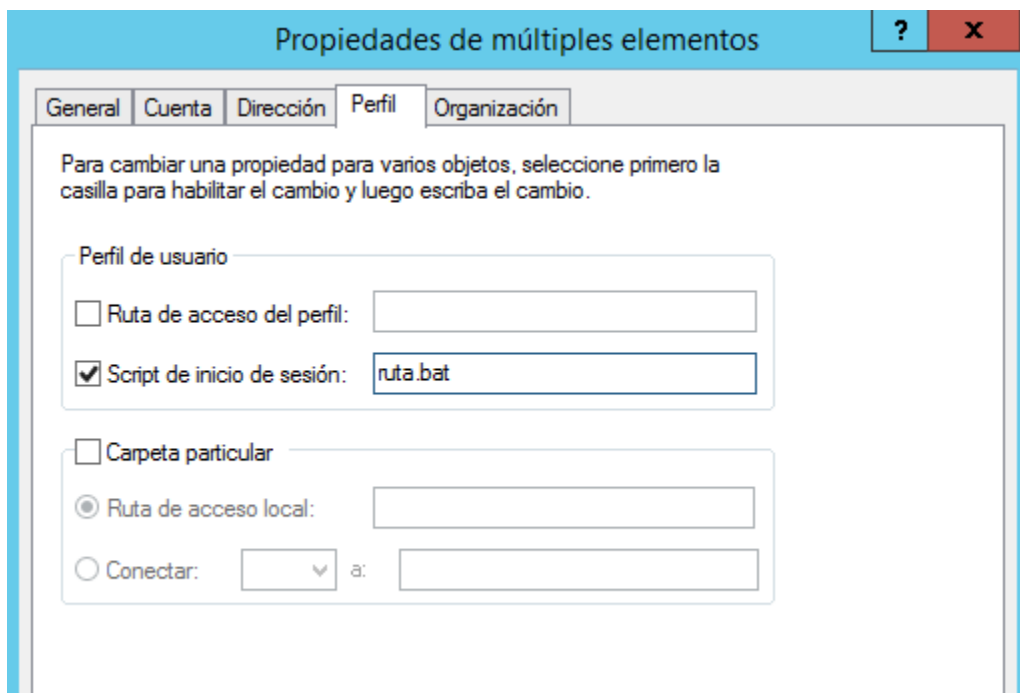 Propiedades de múltiples elementos
? x
General Cuenta Dirección Perfil Organización
Para cambiar una propiedad para varios objetos, seleccione primero la
casilla para habilitar el cambio y luego escriba el cambio.
Perfil de usuario
Ruta de acceso del perfil:
Script de inicio de sesión: ruta.bat
Carpeta particular
Ruta de acceso local:
Conectar: a: